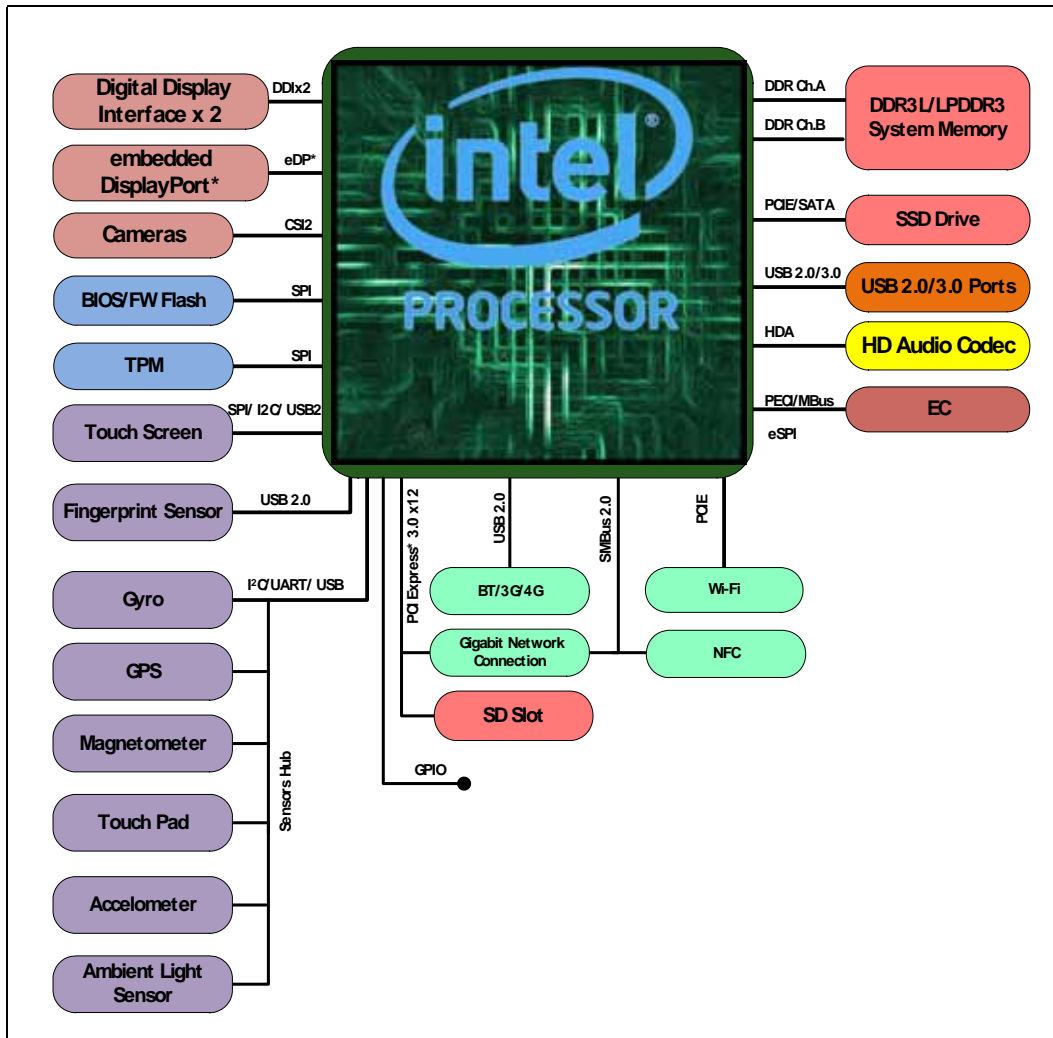 Digital Display
Interface x 2
DDIx2
embedded
DisplayPort*
eDP*
Cameras
CSI2
BIOS/FW Flash
SPI
TPM
SPI
Touch Screen
SPI/ I2C/ USB2
Fingerprint Sensor
USB 2.0
Gyro
I²C/UART/ USB
GPS
Magnetometer
Touch Pad
Accelometer
Ambient Light
Sensor
Sensors Hub
intel®
PROCESSOR
DDR Ch.A
DDR Ch.B
DDR3L/LPDDR3
System Memory
PCIE/SATA
SSD Drive
USB 2.0/3.0
USB 2.0/3.0 Ports
HDA
HD Audio Codec
PECI/MBus
eSPI
EC
PCI Express* 3.0 x12
USB 2.0
SMBus 2.0
PCIE
BT/3G/4G
Wi-Fi
Gigabit Network
Connection
NFC
SD Slot
GPIO